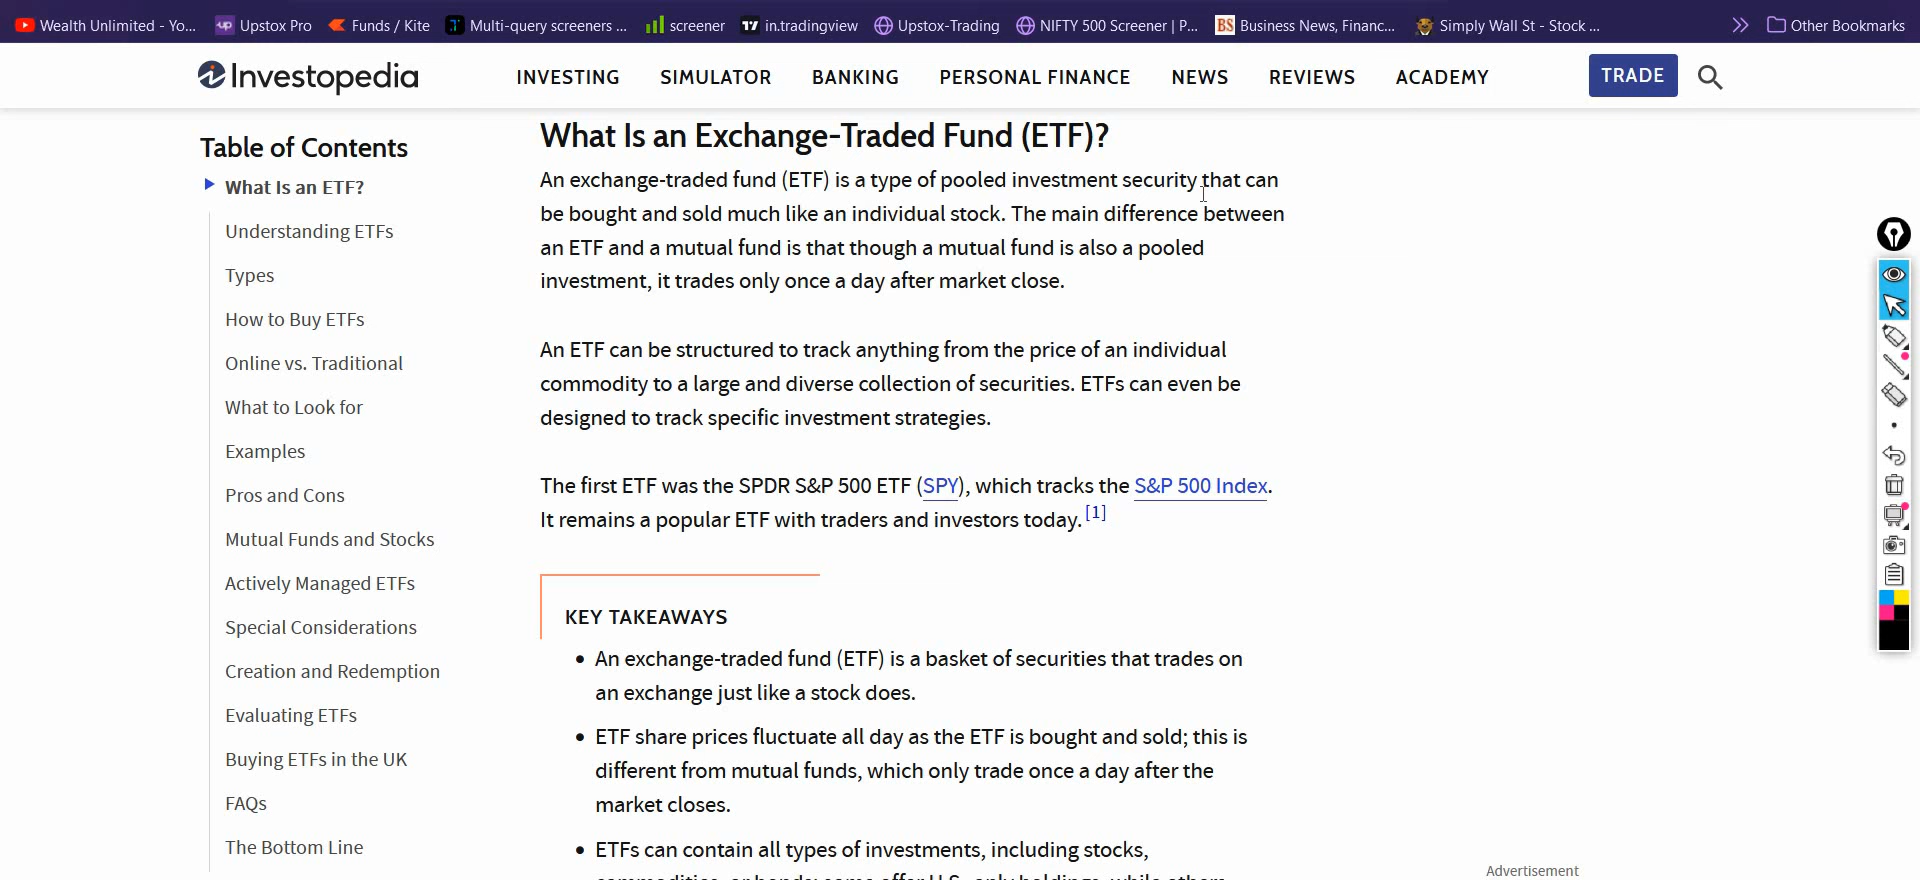 Wealth Unlimited - Yo...
Upstox Pro
Funds / Kite
Multi-query screeners ...
screener
in.tradingview
Upstox-Trading
NIFTY 500 Screener | P...
BS
Business News, Financ...
Simply Wall St - Stock ...
Other Bookmarks
Investopedia
INVESTING
SIMULATOR
BANKING
PERSONAL FINANCE
NEWS
REVIEWS
ACADEMY
TRADE
Table of Contents
What Is an ETF?
Understanding ETFs
Types
How to Buy ETFs
Online vs. Traditional
What to Look for
Examples
Pros and Cons
Mutual Funds and Stocks
Actively Managed ETFs
Special Considerations
Creation and Redemption
Evaluating ETFs
Buying ETFs in the UK
FAQs
The Bottom Line
What Is an Exchange-Traded Fund (ETF)?
An exchange-traded fund (ETF) is a type of pooled investment security that can
be bought and sold much like an individual stock. The main difference between
an ETF and a mutual fund is that though a mutual fund is also a pooled
investment, it trades only once a day after market close.
An ETF can be structured to track anything from the price of an individual
commodity to a large and diverse collection of securities. ETFs can even be
designed to track specific investment strategies.
The first ETF was the SPDR S&P 500 ETF (SPY), which tracks the S&P 500 Index.
It remains a popular ETF with traders and investors today. [1]
KEY TAKEAWAYS
• An exchange-traded fund (ETF) is a basket of securities that trades on
an exchange just like a stock does.
• ETF share prices fluctuate all day as the ETF is bought and sold; this is
different from mutual funds, which only trade once a day after the
market closes.
• ETFs can contain all types of investments, including stocks,
commodities, or bonds; some offer U.S.-only holdings, while others
Advertisement